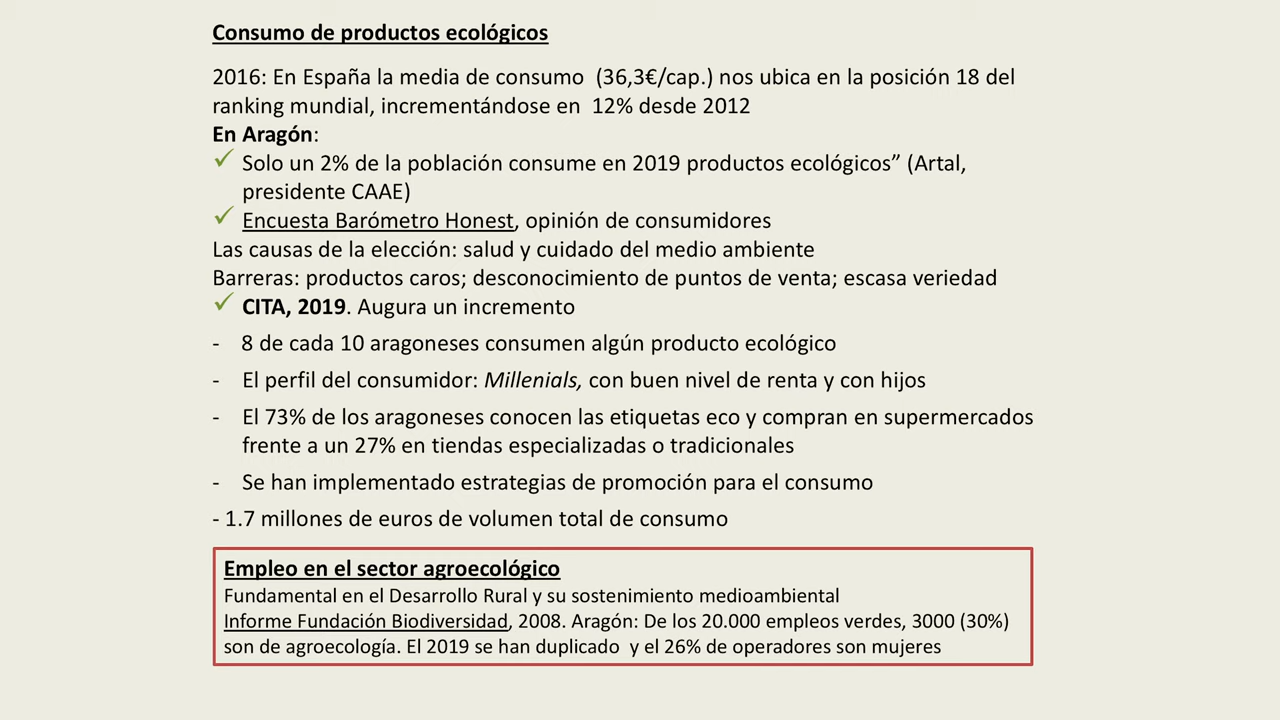 Consumo de productos ecológicos
2016: En España la media de consumo (36,3€/cap.) nos ubica en la posición 18 del
ranking mundial, incrementándose en 12% desde 2012
En Aragón:
✓ Solo un 2% de la población consume en 2019 productos ecológicos” (Artal,
presidente CAAE)
✓ Encuesta Barómetro Honest, opinión de consumidores
Las causas de la elección: salud y cuidado del medio ambiente
Barreras: productos caros; desconocimiento de puntos de venta; escasa veriedad
✓ CITA, 2019. Augura un incremento
- 8 de cada 10 aragoneses consumen algún producto ecológico
- El perfil del consumidor: Millenials, con buen nivel de renta y con hijos
- El 73% de los aragoneses conocen las etiquetas eco y compran en supermercados
frente a un 27% en tiendas especializadas o tradicionales
- Se han implementado estrategias de promoción para el consumo
- 1.7 millones de euros de volumen total de consumo
Empleo en el sector agroecológico
Fundamental en el Desarrollo Rural y su sostenimiento medioambiental
Informe Fundación Biodiversidad, 2008. Aragón: De los 20.000 empleos verdes, 3000 (30%)
son de agroecología. El 2019 se han duplicado y el 26% de operadores son mujeres